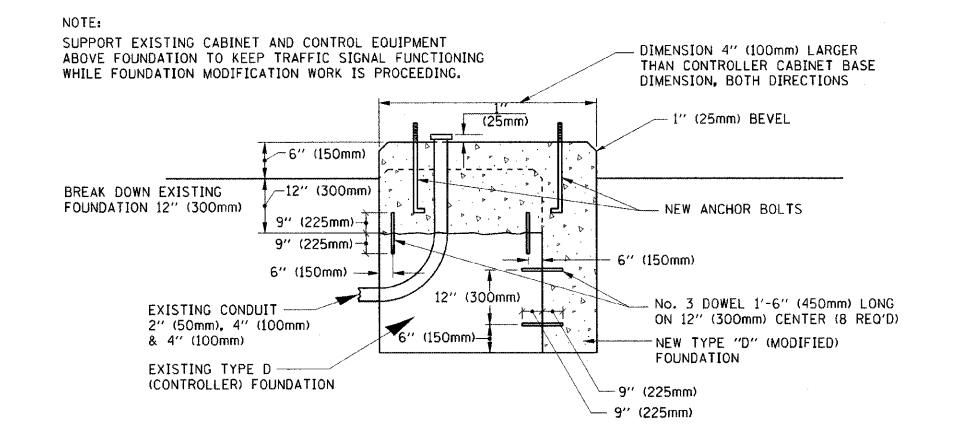 NOTE:
SUPPORT EXISTING CABINET AND CONTROL EQUIPMENT
ABOVE FOUNDATION TO KEEP TRAFFIC SIGNAL FUNCTIONING
WHILE FOUNDATION MODIFICATION WORK IS PROCEEDING.
DIMENSION 4" (100mm) LARGER
THAN CONTROLLER CABINET BASE
DIMENSION, BOTH DIRECTIONS
1"
(25mm)
1" (25mm) BEVEL
6" (150mm)
BREAK DOWN EXISTING
FOUNDATION 12" (300mm)
12" (300mm)
NEW ANCHOR BOLTS
9" (225mm)
9" (225mm)
6" (150mm)
6" (150mm)
12" (300mm)
EXISTING CONDUIT
2" (50mm), 4" (100mm)
& 4" (100mm)
No. 3 DOWEL 1'-6" (450mm) LONG
ON 12" (300mm) CENTER (8 REQ'D)
6" (150mm)
NEW TYPE "D" (MODIFIED)
FOUNDATION
EXISTING TYPE D
(CONTROLLER) FOUNDATION
9" (225mm)
9" (225mm)